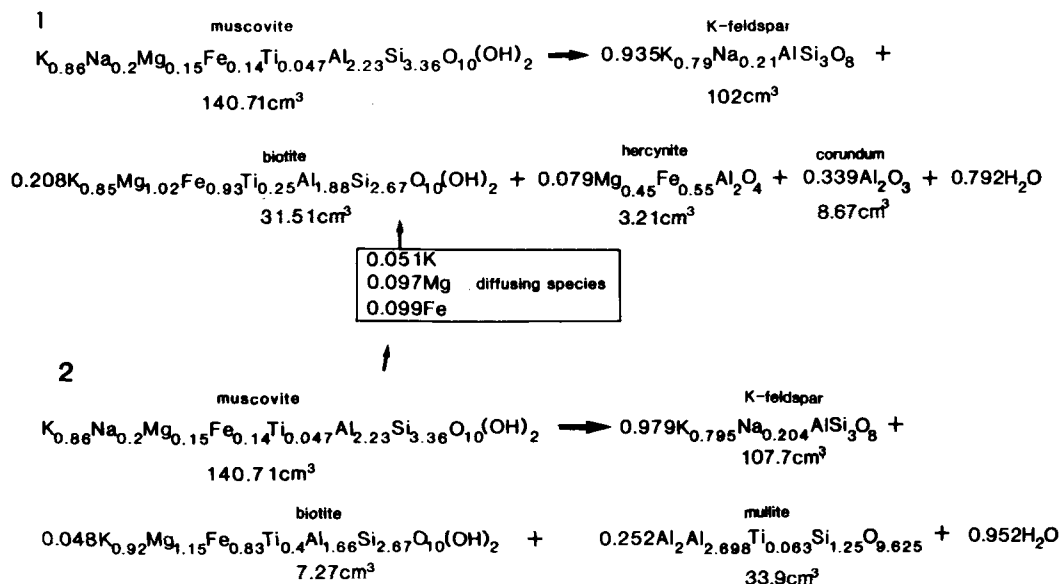 1
muscovite K-feldspar
K₀.₈₆Na₀.₂Mg₀.₁₅Fe₀.₁₄Ti₀.₀₄₇Al₂.₂₃Si₃.₃₆O₁₀(OH)₂ → 0.935K₀.₇₉Na₀.₂₁AlSi₃O₈ +
140.71cm³ 102cm³
biotite hercynite corundum
0.208K₀.₈₅Mg₁.₀₂Fe₀.₉₃Ti₀.₂₅Al₁.₈₈Si₂.₆₇O₁₀(OH)₂ + 0.079Mg₀.₄₅Fe₀.₅₅Al₂O₄ + 0.339Al₂O₃ + 0.792H₂O
31.51cm³ 3.21cm³ 8.67cm³
0.051K
0.097Mg diffusing species
0.099Fe
2
muscovite K-feldspar
K₀.₈₆Na₀.₂Mg₀.₁₅Fe₀.₁₄Ti₀.₀₄₇Al₂.₂₃Si₃.₃₆O₁₀(OH)₂ → 0.979K₀.₇₉₅Na₀.₂₀₄AlSi₃O₈ +
140.71cm³ 107.7cm³
biotite mullite
0.048K₀.₉₂Mg₁.₁₅Fe₀.₈₃Ti₀.₄Al₁.₆₆Si₂.₆₇O₁₀(OH)₂ + 0.252Al₂Al₂.₆₉₈Ti₀.₀₆₃Si₁.₂₅O₉.₆₂₅ + 0.952H₂O
7.27cm³ 33.9cm³